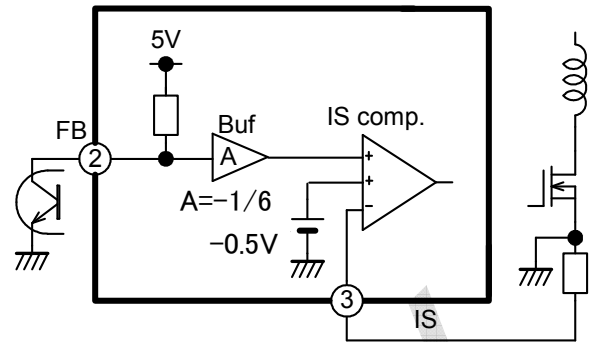 5V
FB
2
Buf
A
IS comp.
+
+
−
A=−1/6
−0.5V
3
IS